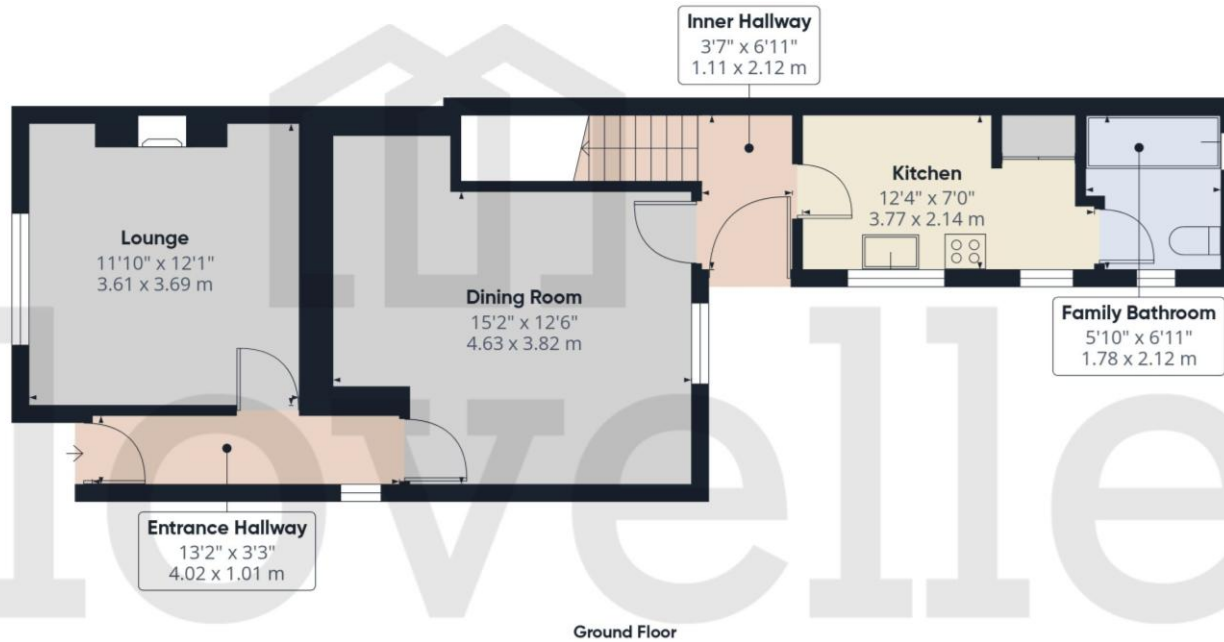 Inner Hallway
3'7" x 6'11"
1.11 x 2.12 m
Lounge
11'10" x 12'1"
3.61 x 3.69 m
Kitchen
12'4" x 7'0"
3.77 x 2.14 m
Dining Room
15'2" x 12'6"
4.63 x 3.82 m
Family Bathroom
5'10" x 6'11"
1.78 x 2.12 m
Entrance Hallway
13'2" x 3'3"
4.02 x 1.01 m
lovelle
Ground Floor